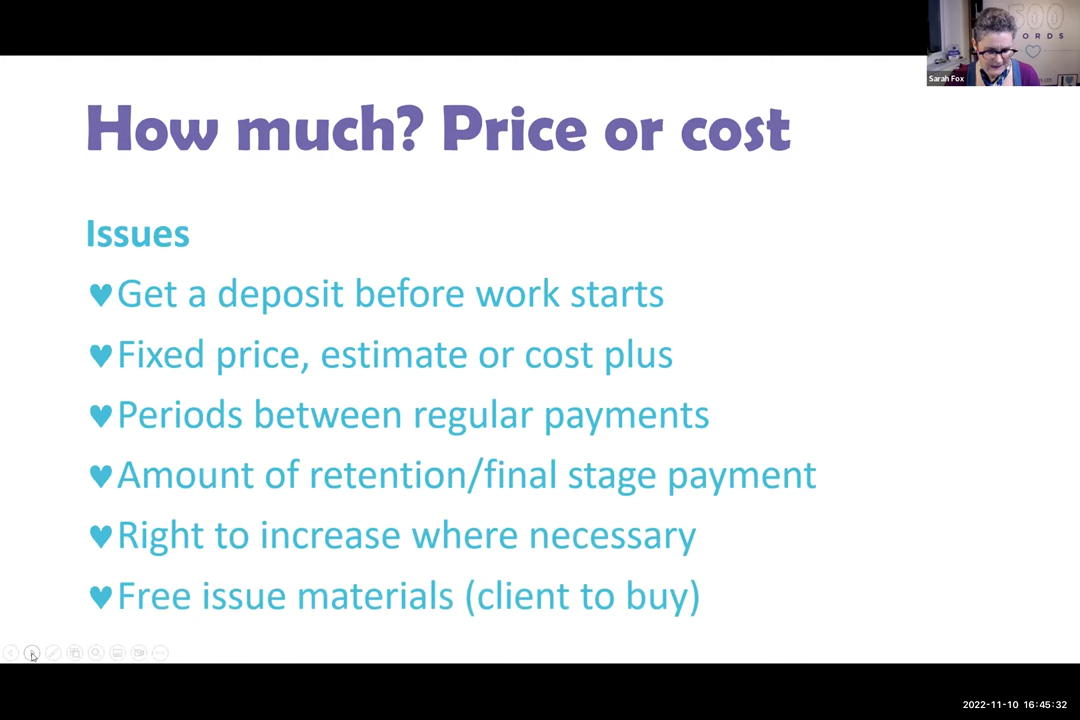 500
ORDS
Sarah Fox
How much? Price or cost
Issues
♥Get a deposit before work starts
♥Fixed price, estimate or cost plus
♥Periods between regular payments
♥Amount of retention/final stage payment
♥Right to increase where necessary
♥Free issue materials (client to buy)
2022-11-10 16:45:32